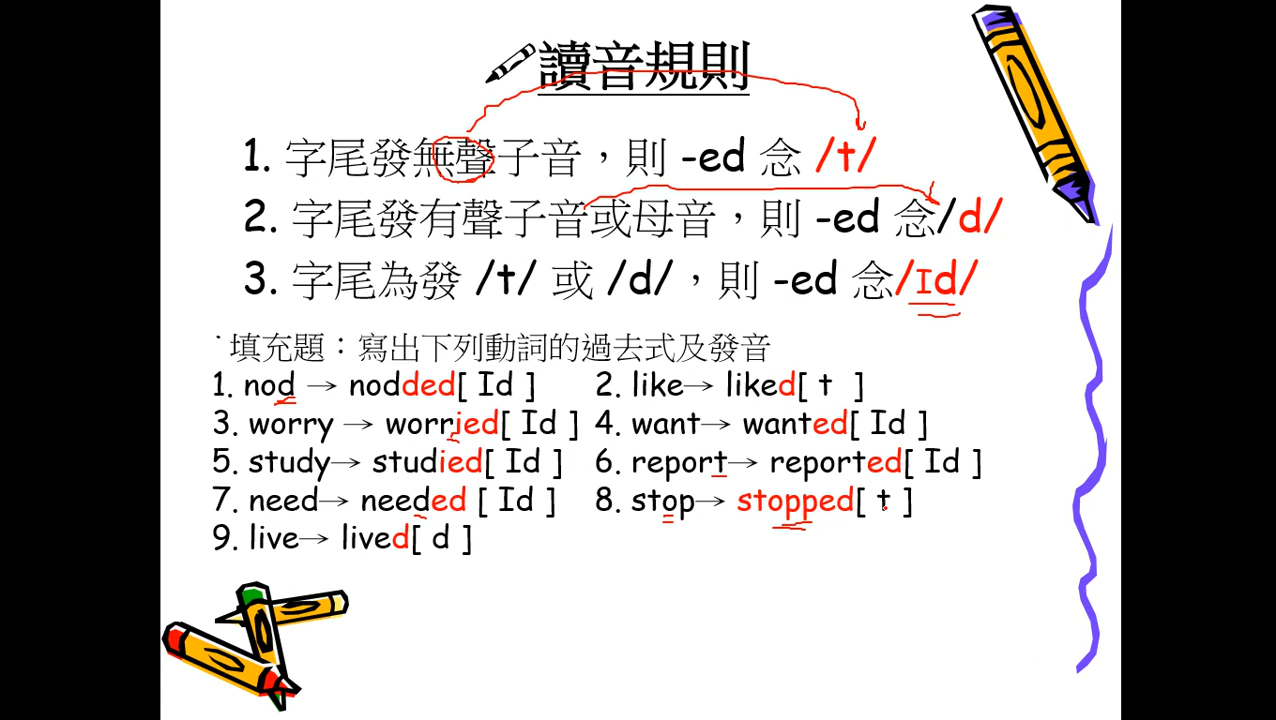 讀音規則
1. 字尾發無聲子音，則 -ed 念 /t/
2. 字尾發有聲子音或母音，則 -ed 念/d/
3. 字尾為發 /t/ 或 /d/，則 -ed 念/Id/
填充題：寫出下列動詞的過去式及發音
1. nod → nodded[ Id ] 2. like→ liked[ t ]
3. worry → worried[ Id ] 4. want→ wanted[ Id ]
5. study→ studied[ Id ] 6. report→ reported[ Id ]
7. need→ needed [ Id ] 8. stop→ stopped[ t ]
9. live→ lived[ d ]